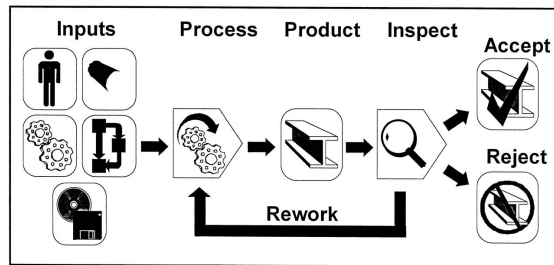 Inputs
Process
Product
Inspect
Accept
Reject
Rework